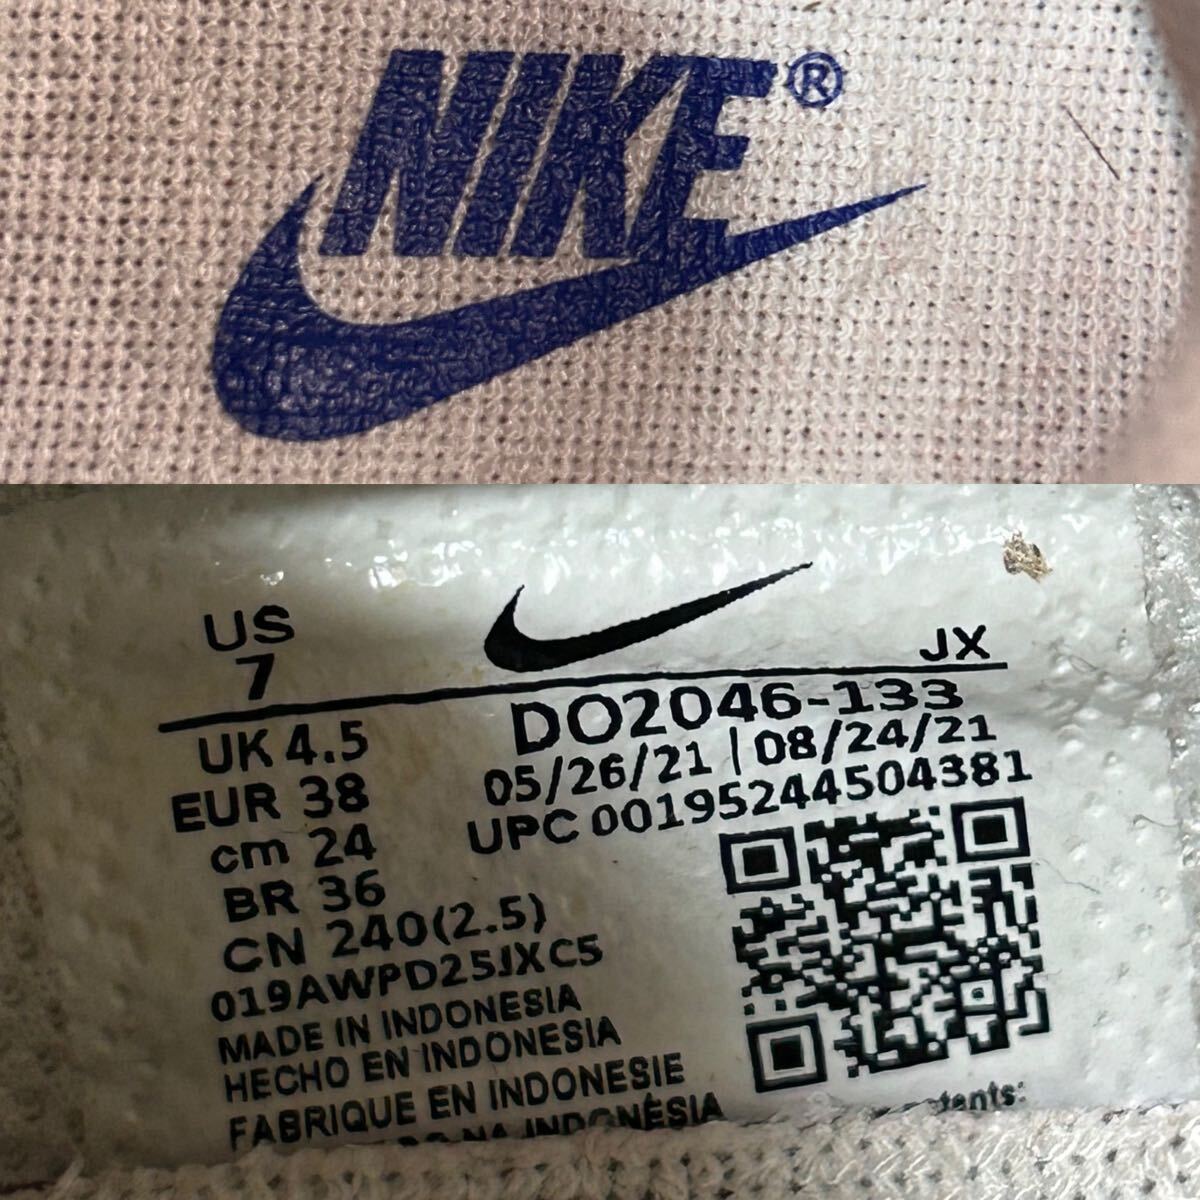 NIKE®
US
7
JX
UK 4.5
EUR 38
cm 24
BR 36
CN 240(2.5)
DO2046-133
05/26/21 | 08/24/21
UPC 00195244504381
019AWPD25JXC5
MADE IN INDONESIA
HECHO EN INDONESIA
FABRIQUE EN INDONESIE
NA INDONÉSIA